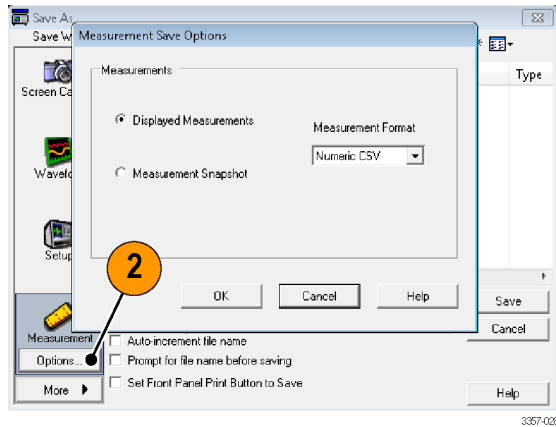 Save As
Save W
Measurement Save Options
Type
Measurements
Screen Ca
Displayed Measurements
Measurement Format
Numeric CSV
Wavefo
Measurement Snapshot
Setup
2
OK
Cancel
Help
Save
Measurement
Auto-increment file name
Cancel
Options...
Prompt for file name before saving
More
Set Front Panel Print Button to Save
Help
3357-026